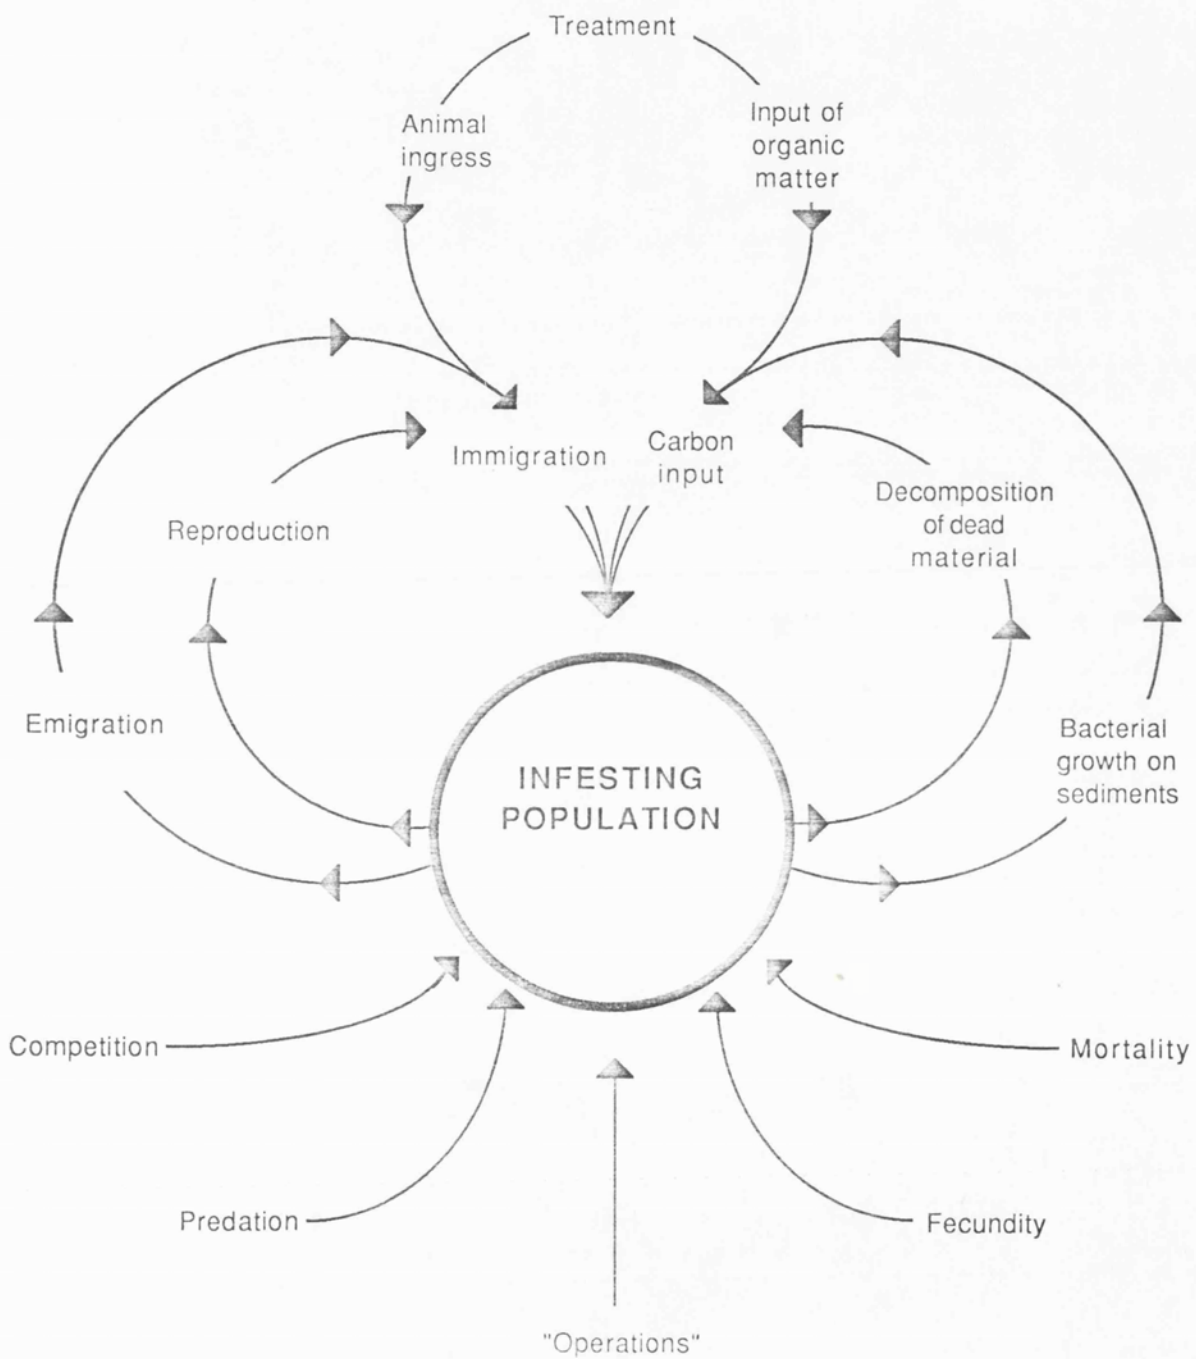 Treatment
Animal
ingress
Input of
organic
matter
Immigration
Carbon
input
Reproduction
Decomposition
of dead
material
Emigration
INFESTING
POPULATION
Bacterial
growth on
sediments
Competition
Mortality
Predation
Fecundity
"Operations"